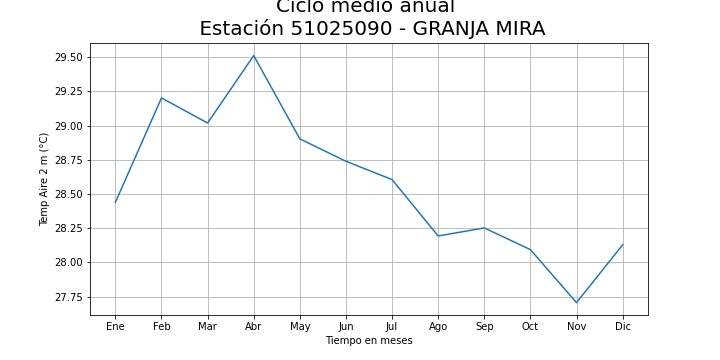 Ciclo medio anual
Estación 51025090 - GRANJA MIRA
Temp Aire 2 m (°C)
29.50
29.25
29.00
28.75
28.50
28.25
28.00
27.75
Ene Feb Mar Abr May Jun Jul Ago Sep Oct Nov Dic
Tiempo en meses